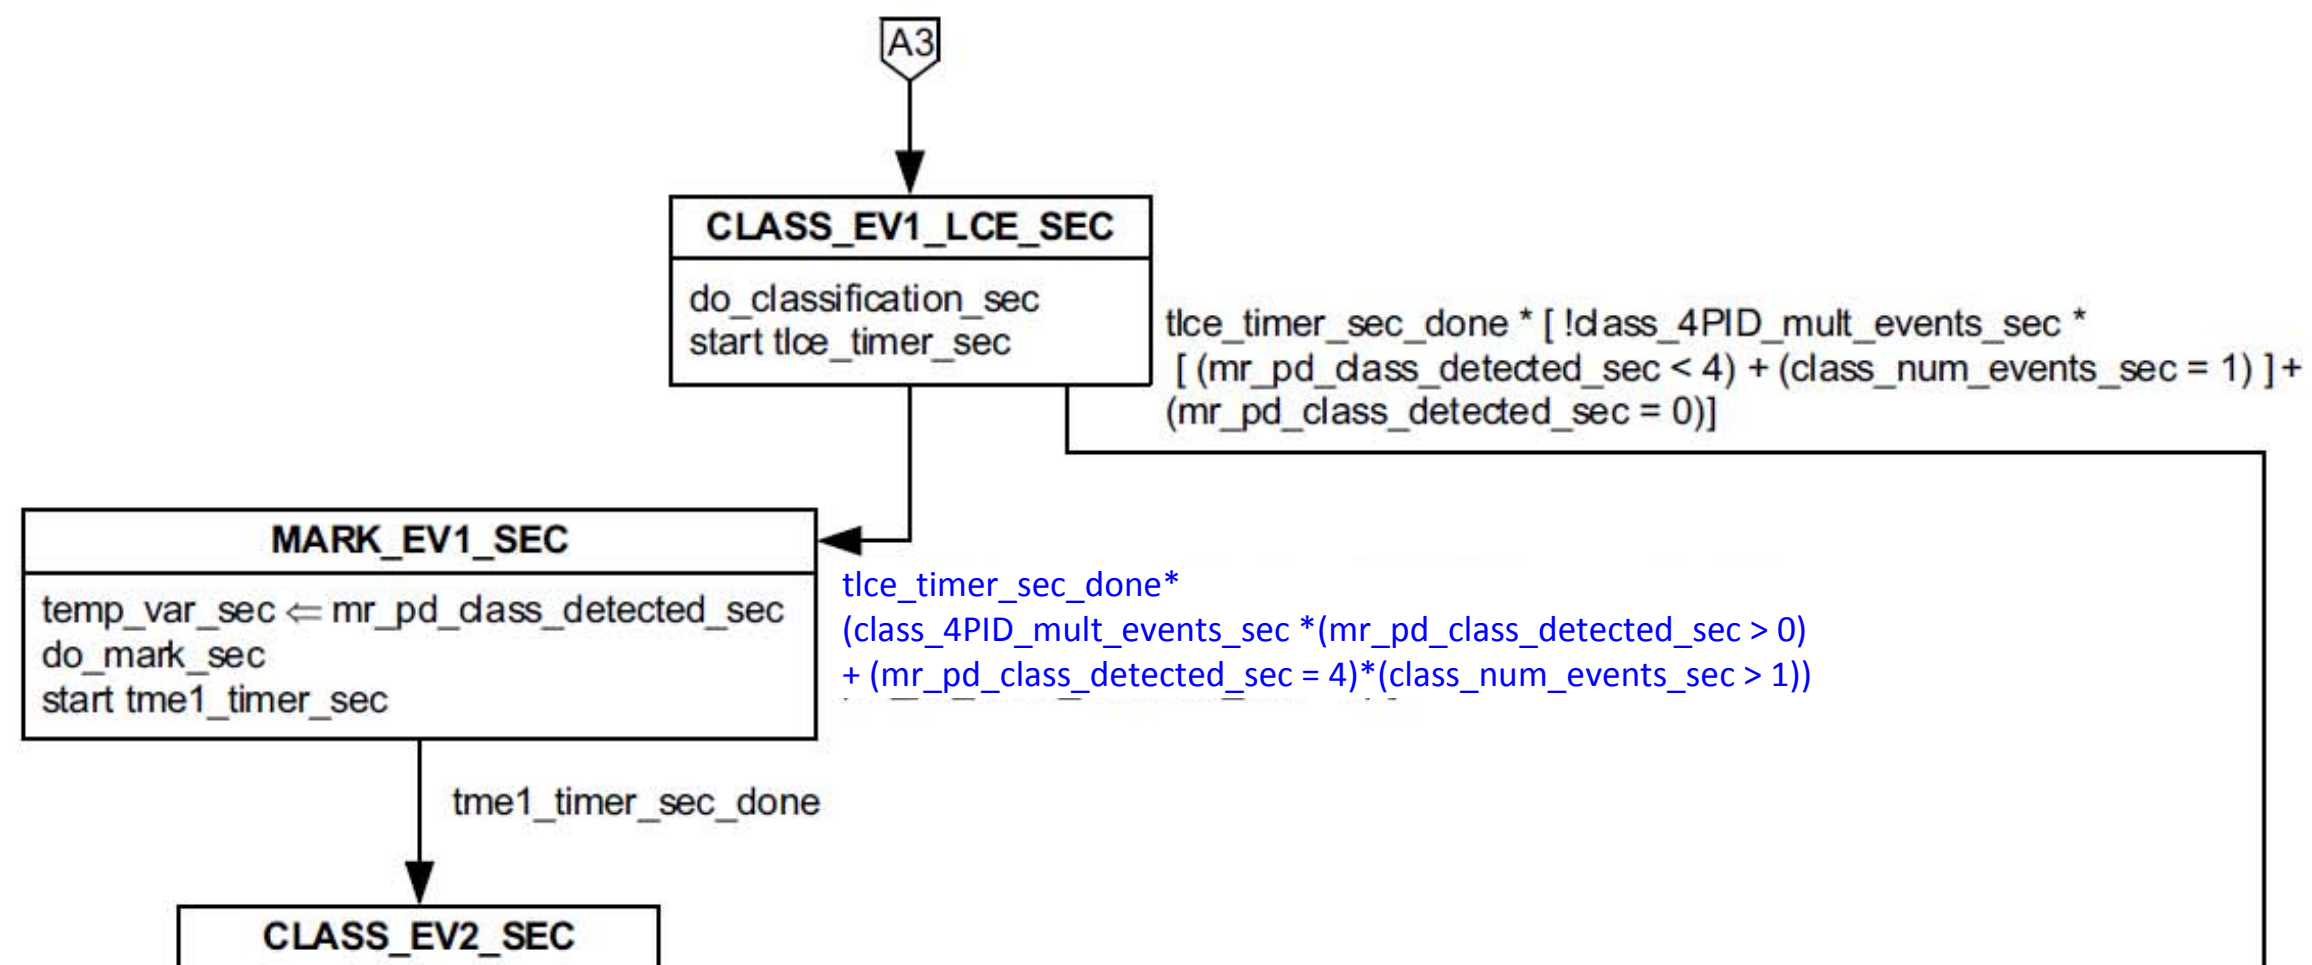 A3
CLASS_EV1_LCE_SEC
do_classification_sec
start tlce_timer_sec
tlce_timer_sec_done * [ !class_4PID_mult_events_sec *
[ (mr_pd_class_detected_sec < 4) + (class_num_events_sec = 1) ] +
(mr_pd_class_detected_sec = 0)]
MARK_EV1_SEC
temp_var_sec ⇐ mr_pd_class_detected_sec
do_mark_sec
start tme1_timer_sec
tlce_timer_sec_done*
(class_4PID_mult_events_sec *(mr_pd_class_detected_sec > 0)
+ (mr_pd_class_detected_sec = 4)*(class_num_events_sec > 1))
tme1_timer_sec_done
CLASS_EV2_SEC